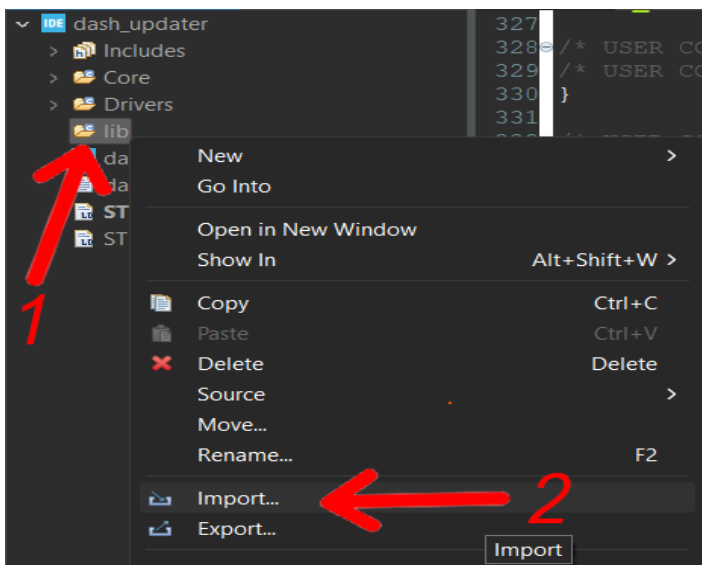 IDE dash_updater
Includes
Core
Drivers
lib
da
da
ST
ST
1
327
328 /* USER CO
329 /* USER CO
330 }
331
New
Go Into
Open in New Window
Show In Alt+Shift+W
Copy Ctrl+C
Paste Ctrl+V
Delete Delete
Source
Move...
Rename... F2
Import... 2
Export...
Import